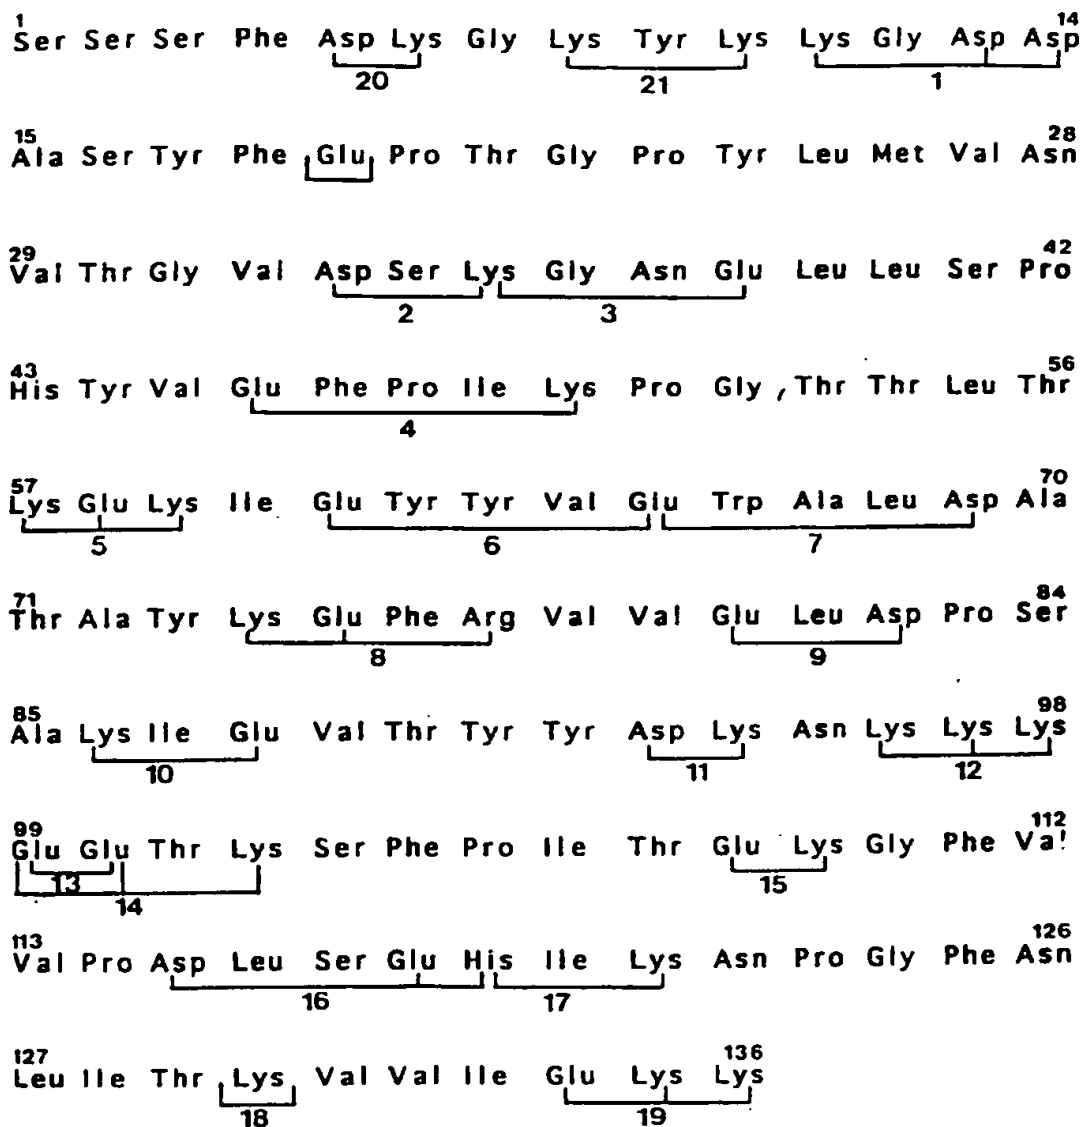 1 14
Ser Ser Ser Phe Asp Lys Gly Lys Tyr Lys Lys Gly Asp Asp
20 21 1
15 28
Ala Ser Tyr Phe Glu Pro Thr Gly Pro Tyr Leu Met Val Asn
29 42
Val Thr Gly Val Asp Ser Lys Gly Asn Glu Leu Leu Ser Pro
2 3
43 56
His Tyr Val Glu Phe Pro Ile Lys Pro Gly , Thr Thr Leu Thr
4
57 70
Lys Glu Lys Ile Glu Tyr Tyr Val Glu Trp Ala Leu Asp Ala
5 6 7
71 84
Thr Ala Tyr Lys Glu Phe Arg Val Val Glu Leu Asp Pro Ser
8 9
85 98
Ala Lys Ile Glu Val Thr Tyr Tyr Asp Lys Asn Lys Lys Lys
10 11 12
99 112
Glu Glu Thr Lys Ser Phe Pro Ile Thr Glu Lys Gly Phe Val
13 15
14
113 126
Val Pro Asp Leu Ser Glu His Ile Lys Asn Pro Gly Phe Asn
16 17
127 136
Leu Ile Thr Lys Val Val Ile Glu Lys Lys
18 19